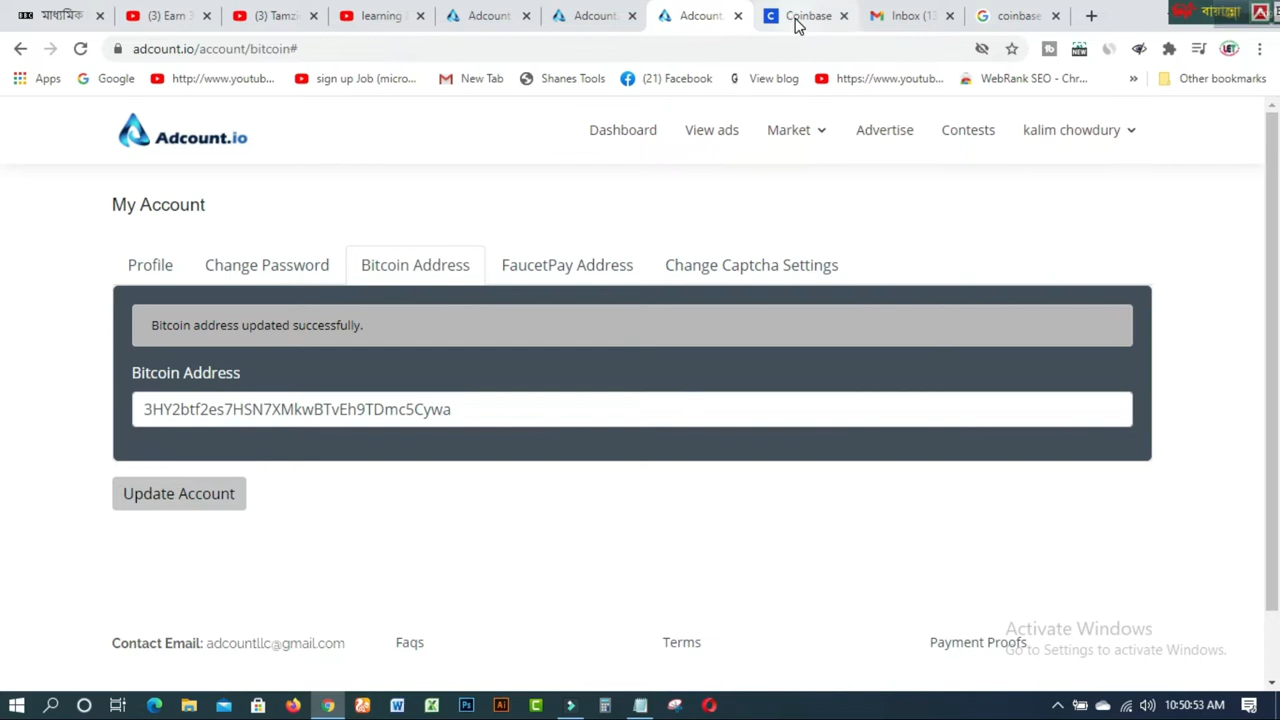 মাধ্যমিক
(3) Earn 3
(3) Tamzi
learning
Adcount
Adcount.
Adcount.
Coinbase
Inbox (1
coinbase
বায়ান্নো
adcount.io/account/bitcoin#
NEW
Apps
Google
http://www.youtub...
sign up Job (micro...
New Tab
Shanes Tools
(21) Facebook
View blog
https://www.youtub...
WebRank SEO - Chr...
»
Other bookmarks
Adcount.io
Dashboard
View ads
Market
Advertise
Contests
kalim chowdury
My Account
Profile
Change Password
Bitcoin Address
FaucetPay Address
Change Captcha Settings
Bitcoin address updated successfully.
Bitcoin Address
3HY2btf2es7HSN7XMkwBTvEh9TDmc5Cywa
Update Account
Activate Windows
Go to Settings to activate Windows.
Contact Email: adcountllc@gmail.com
Faqs
Terms
Payment Proofs
10:50:53 AM